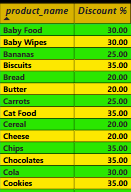 product_name Discount %
Baby Food 30.00
Baby Wipes 30.00
Bananas 25.00
Biscuits 35.00
Bread 20.00
Butter 20.00
Carrots 25.00
Cat Food 35.00
Cereal 20.00
Cheese 20.00
Chips 35.00
Chocolates 35.00
Cola 30.00
Cookies 35.00